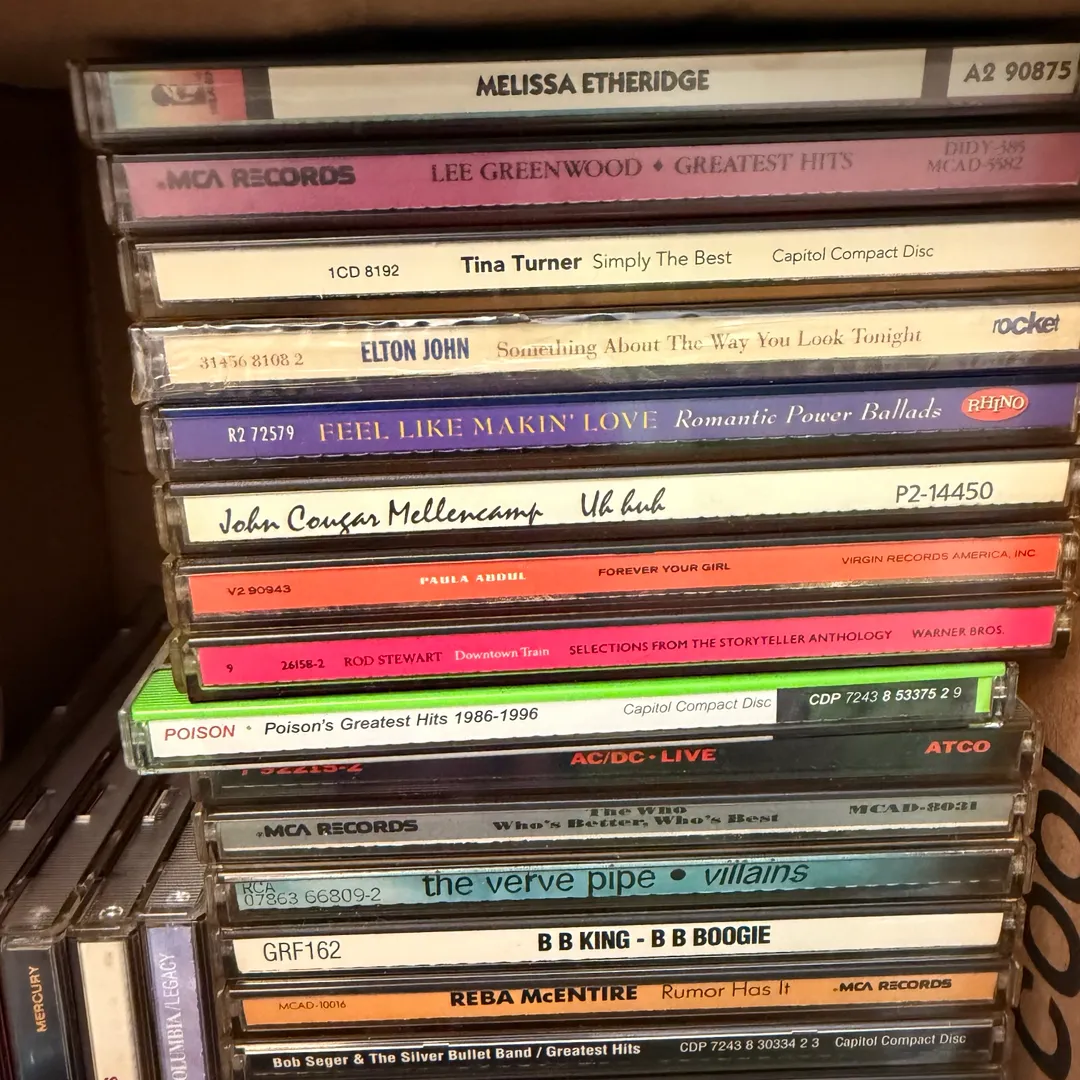 MELISSA ETHERIDGE A2 90875
MCA RECORDS LEE GREENWOOD ♦ GREATEST HITS DIDY-385
MCAD-5582
1CD 8192 Tina Turner Simply The Best Capitol Compact Disc
31456 8108 2 ELTON JOHN Something About The Way You Look Tonight rocket
R2 72579 FEEL LIKE MAKIN' LOVE Romantic Power Ballads RHINO
John Cougar Mellencamp Uh huh P2-14450
V2 90943 PAULA ABDUL FOREVER YOUR GIRL VIRGIN RECORDS AMERICA, INC
9 26158-2 ROD STEWART Downtown Train SELECTIONS FROM THE STORYTELLER ANTHOLOGY WARNER BROS.
POISON • Poison's Greatest Hits 1986-1996 Capitol Compact Disc CDP 7243 8 53375 2 9
AC/DC • LIVE ATCO
MCA RECORDS The Who MCAD-8031
Who's Better, Who's Best
RCA
07863 66809-2 the verve pipe • villains
GRF162 B B KING - B B BOOGIE
MCAD-10016 REBA McENTIRE Rumor Has It MCA RECORDS
Bob Seger & The Silver Bullet Band / Greatest Hits CDP 7243 8 30334 2 3 Capitol Compact Disc
MERCURY
COLUMBIA/LEGACY